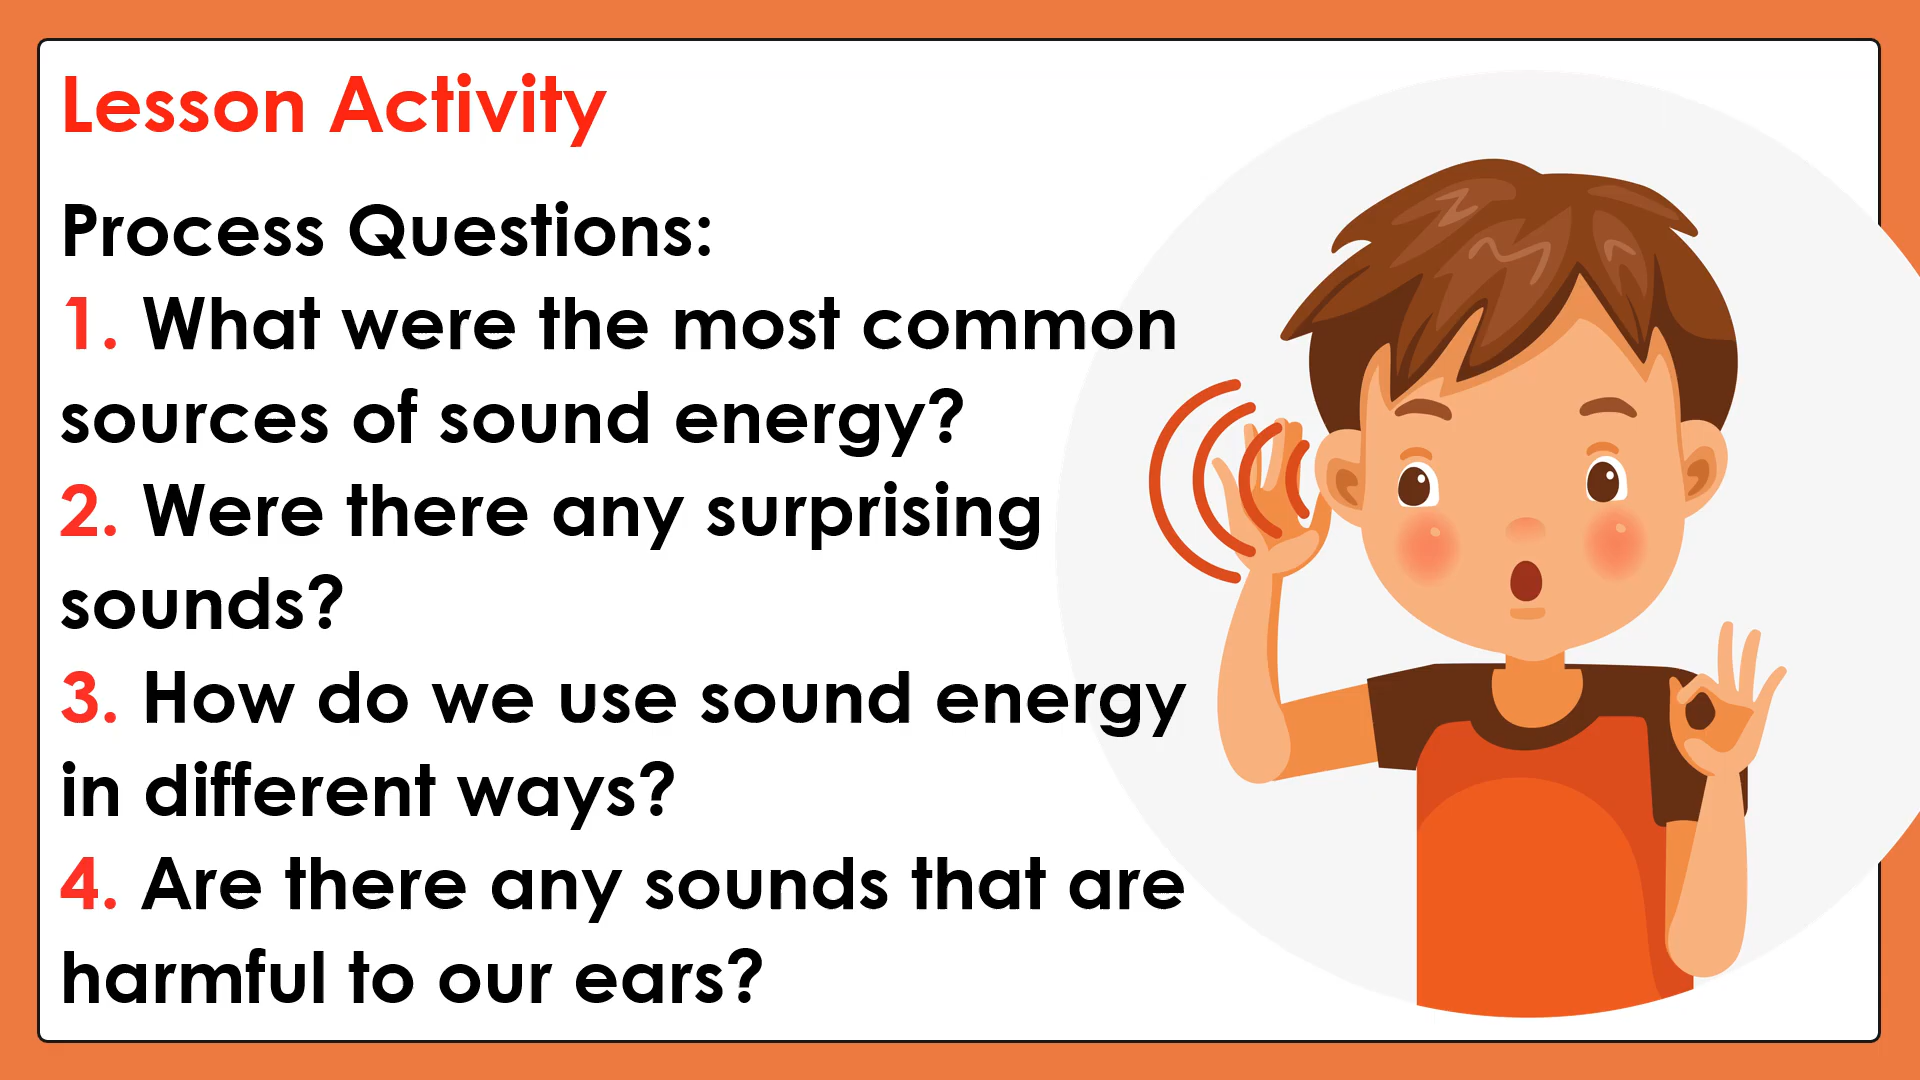 Lesson Activity
Process Questions:
1. What were the most common
sources of sound energy?
2. Were there any surprising
sounds?
3. How do we use sound energy
in different ways?
4. Are there any sounds that are
harmful to our ears?